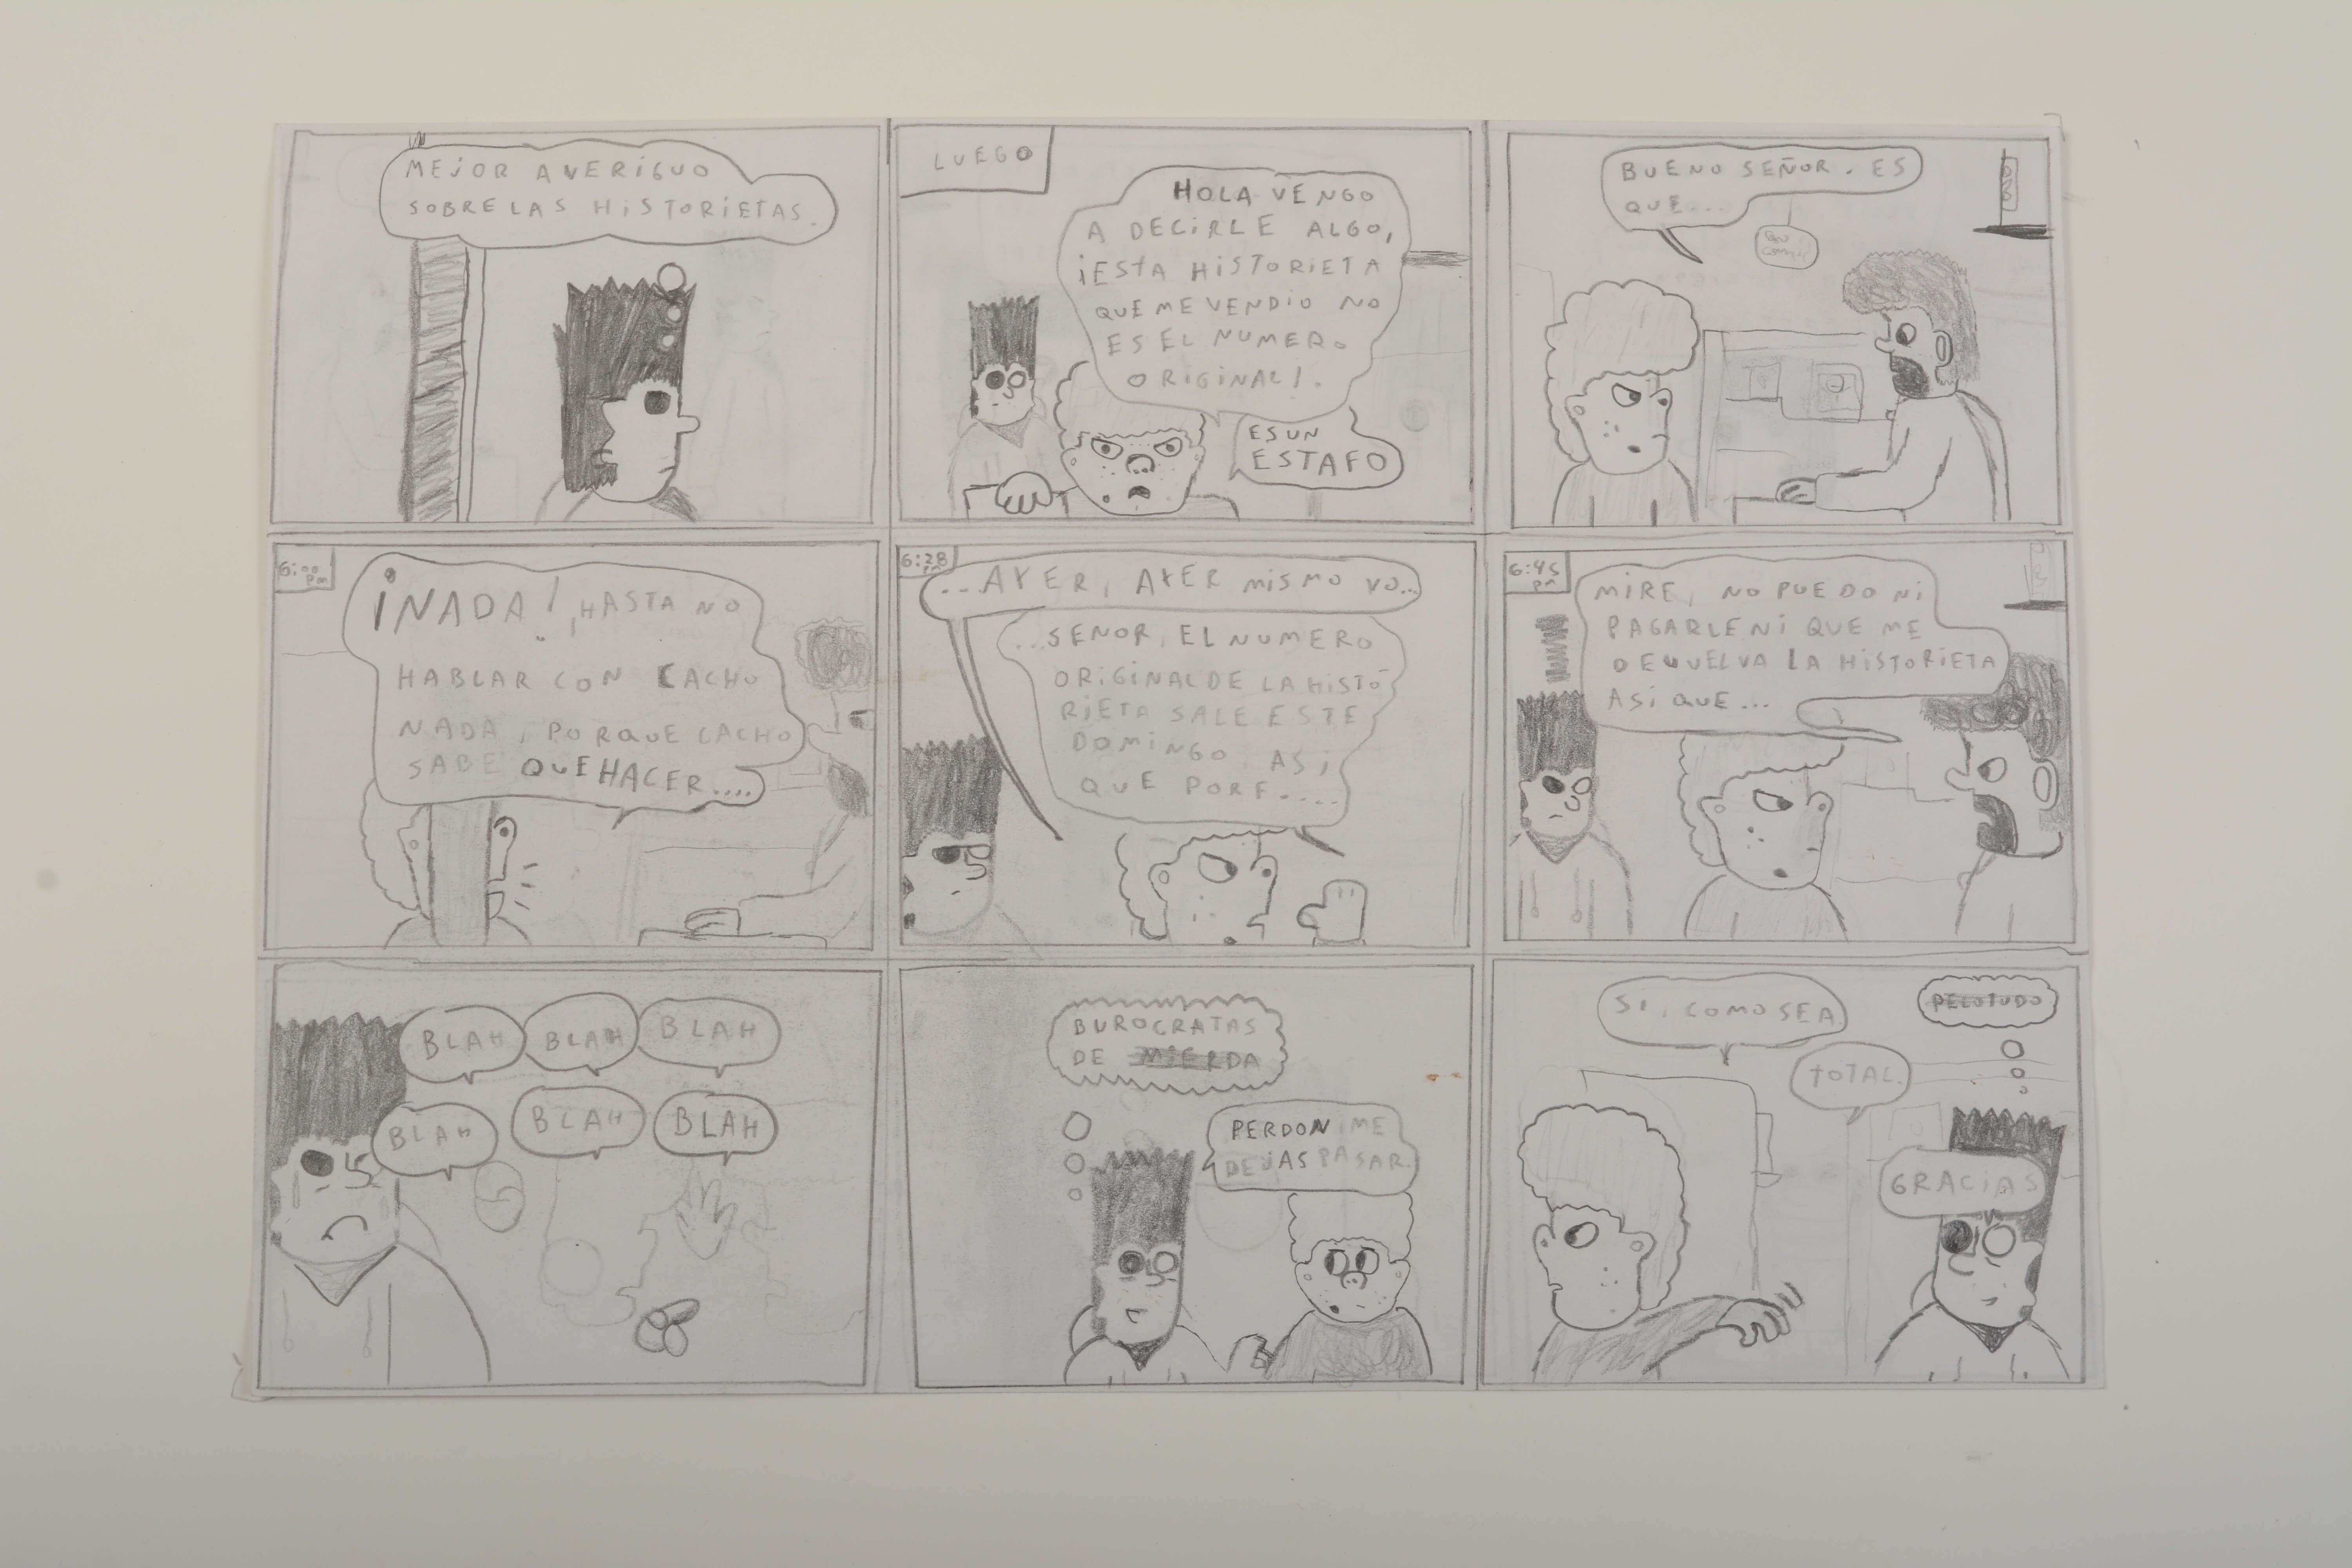 MEJOR AVERIGUO
SOBRE LAS HISTORIETAS.
LUEGO
HOLA VENGO
A DECIRLE ALGO,
¡ESTA HISTORIETA
QUE ME VENDIO NO
ES EL NUMERO
ORIGINAL!.
ES UN
ESTAFO
BUENO SEÑOR. ES
QUE...
6:00
PM
¡NADA!, HASTA NO
HABLAR CON CACHO
NADA, PORQUE CACHO
SABE QUE HACER....
6:28
PM
...AYER, AYER MISMO VO...
...SEÑOR, EL NUMERO
ORIGINAL DE LA HISTO
RIETA SALE ESTE
DOMINGO, ASI
QUE PORF....
6:45
PM
MIRE, NO PUEDO NI
PAGARLE NI QUE ME
DEVUELVA LA HISTORIETA
ASI QUE...
BLAH BLAH BLAH
BLAH BLAH BLAH
BUROCRATAS
DE MIERDA
PERDON ¡ME
DEJAS PASAR.
SI, COMO SEA
TOTAL.
PELOTUDO
GRACIAS